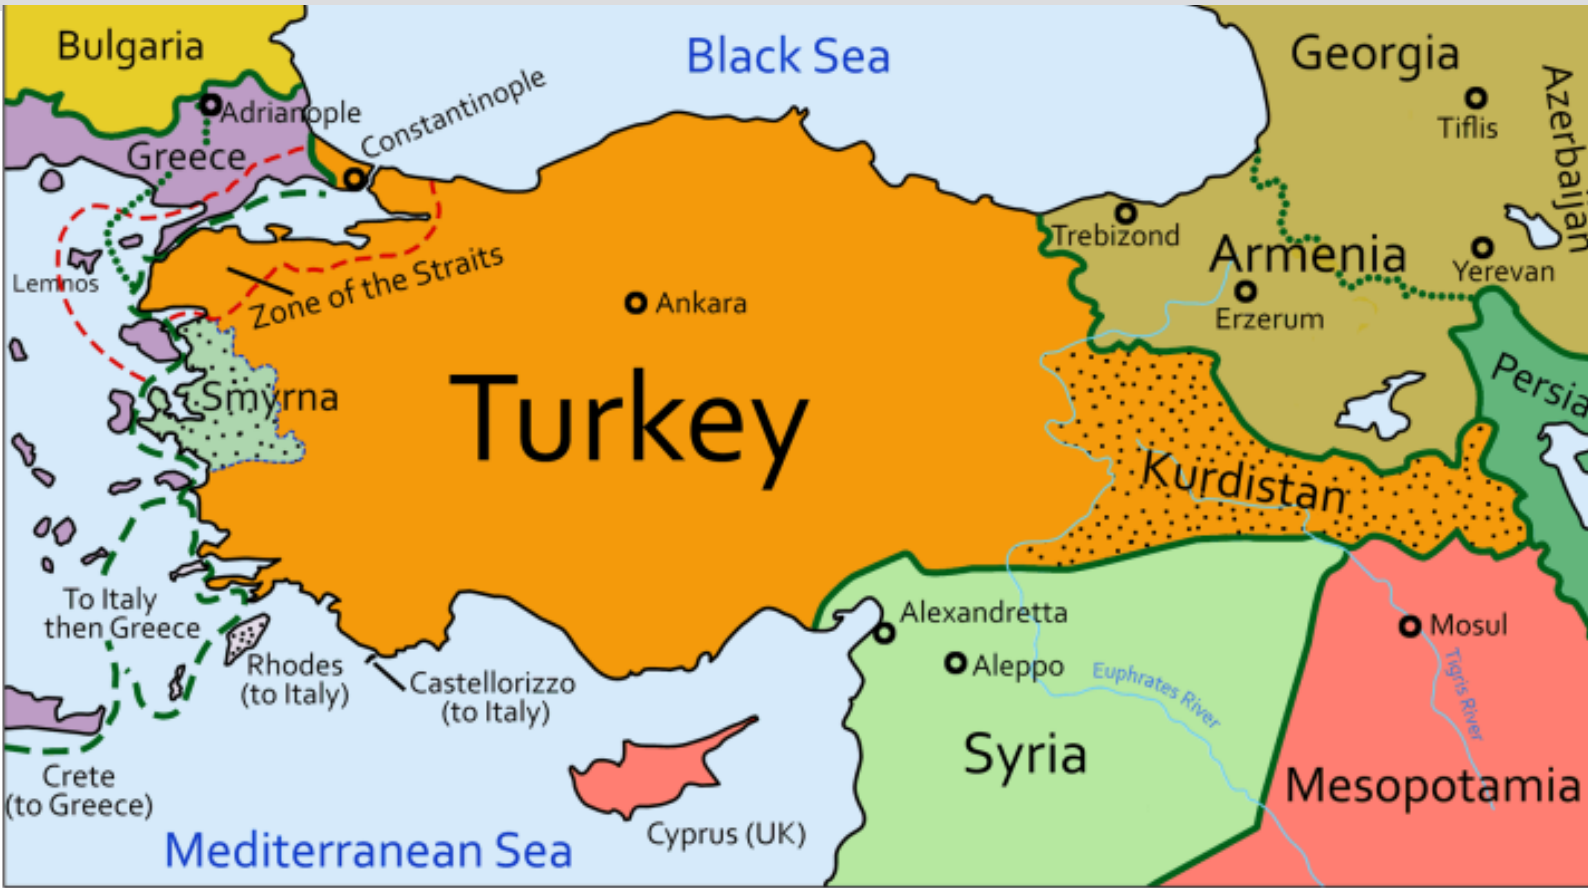 Bulgaria
Black Sea
Georgia
Azerbaijan
Tiflis
Adrianople
Constantinople
Greece
Trebizond
Armenia
Yerevan
Lemnos
Zone of the Straits
Ankara
Erzerum
Persia
Smyrna
Turkey
Kurdistan
To Italy
then Greece
Alexandretta
Mosul
Rhodes
(to Italy)
Castellorizzo
(to Italy)
Aleppo
Euphrates River
Tigris River
Syria
Mesopotamia
Crete
(to Greece)
Cyprus (UK)
Mediterranean Sea